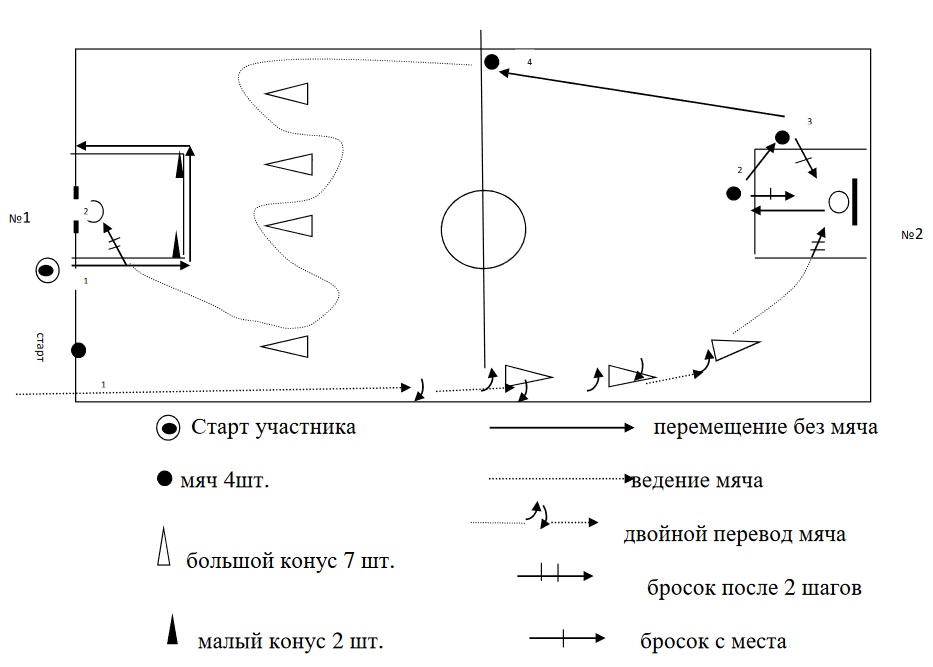 4
3
2
2
№1
№2
1
старт
1
Старт участника
перемещение без мяча
мяч 4шт.
ведение мяча
двойной перевод мяча
большой конус 7 шт.
бросок после 2 шагов
малый конус 2 шт.
бросок с места